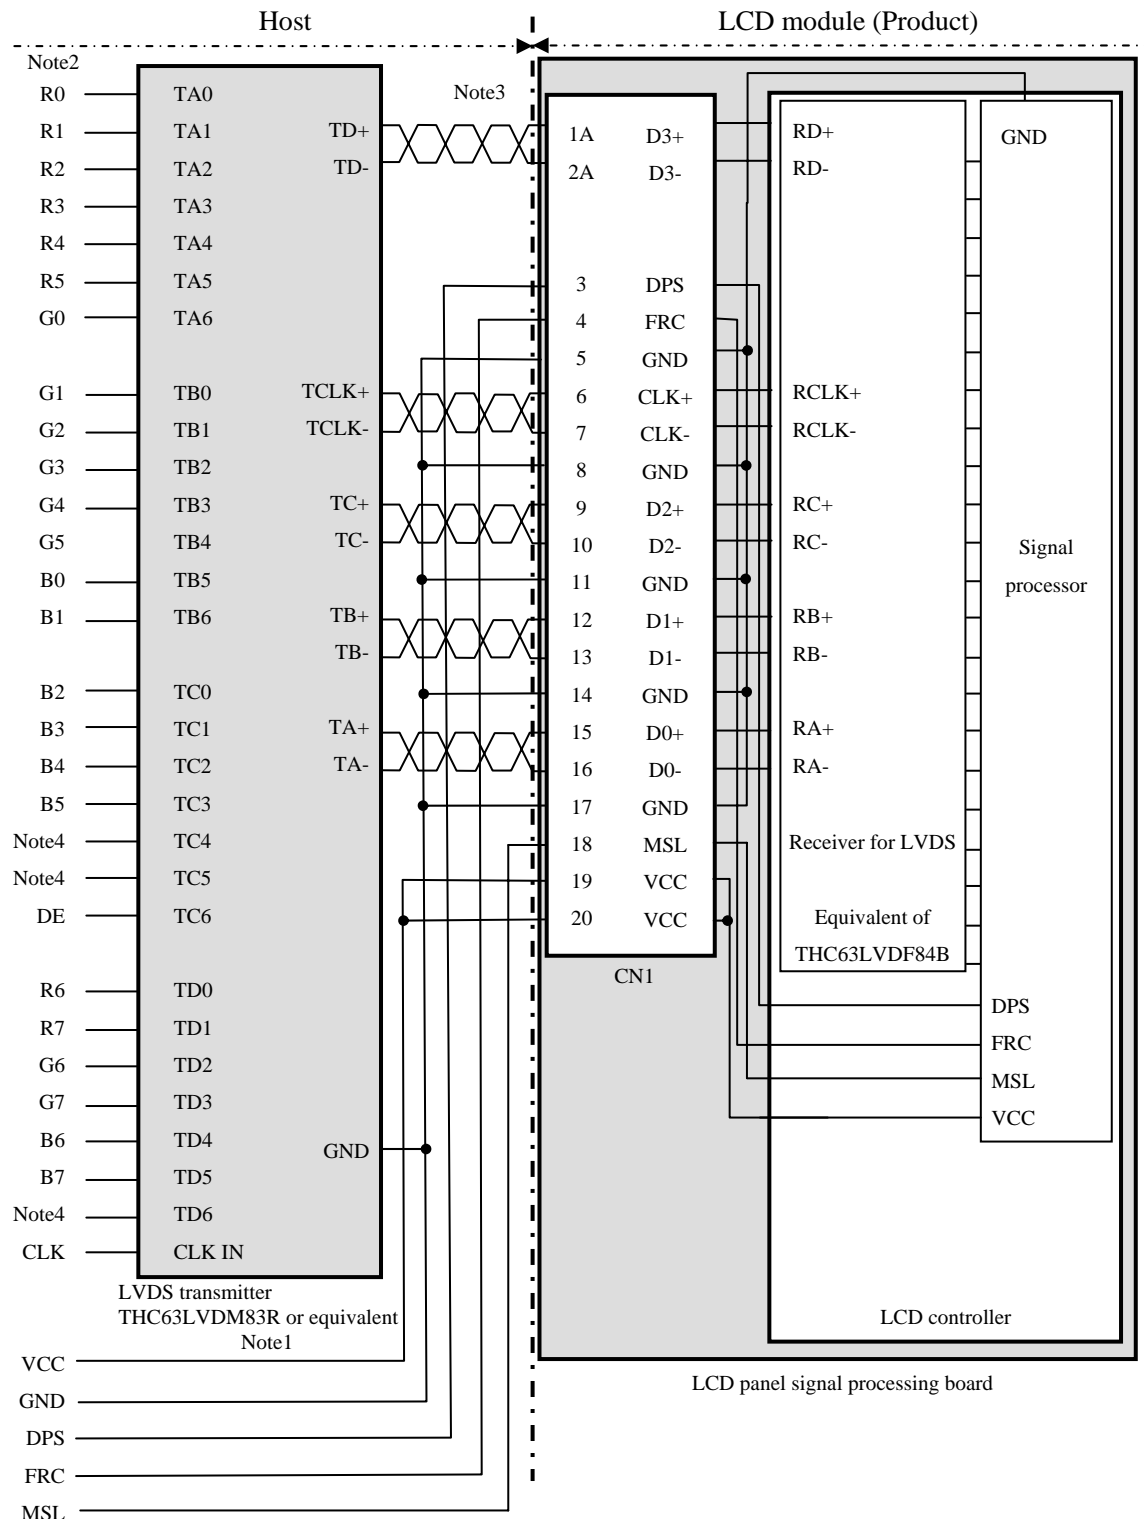 Host
LCD module (Product)
Note2
Note3
R0 TA0
R1 TA1 TD+
R2 TA2 TD-
R3 TA3
R4 TA4
R5 TA5
G0 TA6
G1 TB0 TCLK+
G2 TB1 TCLK-
G3 TB2
G4 TB3 TC+
G5 TB4 TC-
B0 TB5
B1 TB6 TB+
TB-
B2 TC0
B3 TC1 TA+
B4 TC2 TA-
B5 TC3
Note4 TC4
Note4 TC5
DE TC6
R6 TD0
R7 TD1
G6 TD2
G7 TD3
B6 TD4 GND
B7 TD5
Note4 TD6
CLK CLK IN
LVDS transmitter
THC63LVDM83R or equivalent
Note1
VCC
GND
DPS
FRC
MSL
1A D3+
2A D3-
3 DPS
4 FRC
5 GND
6 CLK+
7 CLK-
8 GND
9 D2+
10 D2-
11 GND
12 D1+
13 D1-
14 GND
15 D0+
16 D0-
17 GND
18 MSL
19 VCC
20 VCC
CN1
RD+
RD-
RCLK+
RCLK-
RC+
RC-
RB+
RB-
RA+
RA-
Receiver for LVDS
Equivalent of
THC63LVDF84B
GND
Signal
processor
DPS
FRC
MSL
VCC
LCD controller
LCD panel signal processing board